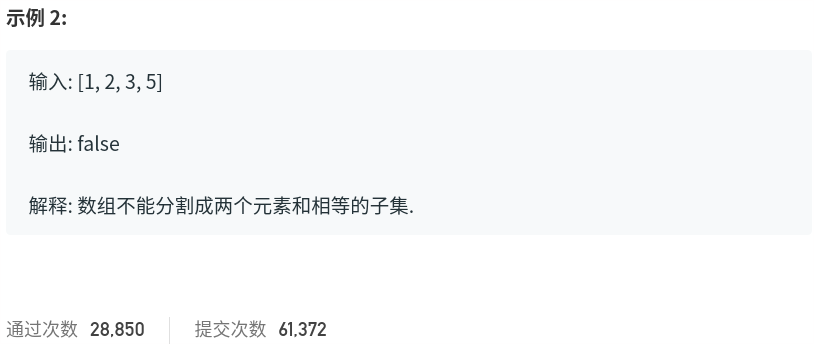 示例 2:
输入: [1, 2, 3, 5]
输出: false
解释: 数组不能分割成两个元素和相等的子集.
通过次数 28,850 提交次数 61,372